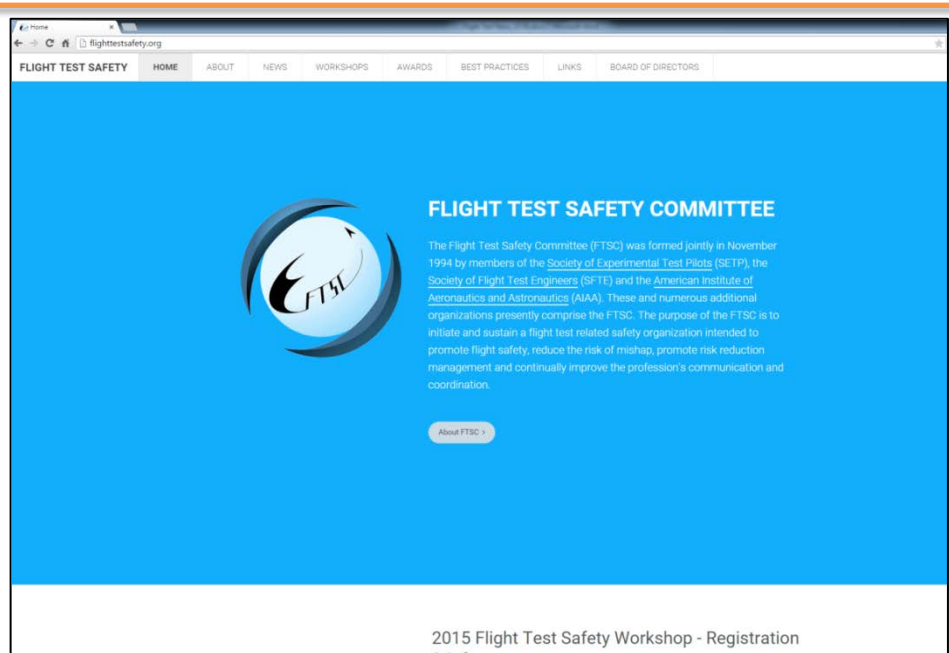 Home
flighttestsafety.org
FLIGHT TEST SAFETY HOME ABOUT NEWS WORKSHOPS AWARDS BEST PRACTICES LINKS BOARD OF DIRECTORS
FTSC
FLIGHT TEST SAFETY COMMITTEE
The Flight Test Safety Committee (FTSC) was formed jointly in November
1994 by members of the Society of Experimental Test Pilots (SETP), the
Society of Flight Test Engineers (SFTE) and the American Institute of
Aeronautics and Astronautics (AIAA). These and numerous additional
organizations presently comprise the FTSC. The purpose of the FTSC is to
initiate and sustain a flight test related safety organization intended to
promote flight safety, reduce the risk of mishap, promote risk reduction
management and continually improve the profession's communication and
coordination.
About FTSC ›
2015 Flight Test Safety Workshop - Registration